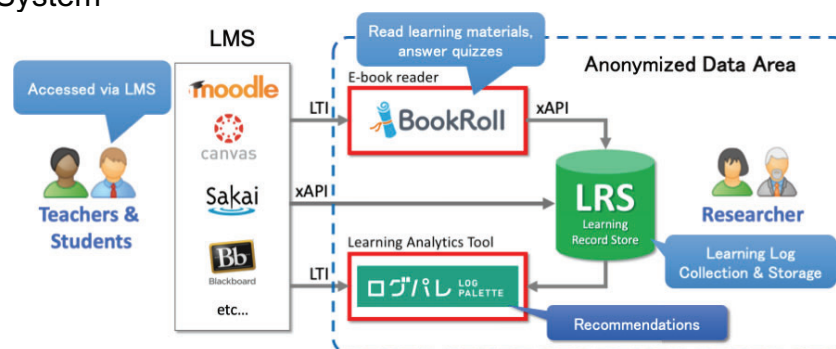 System
LMS
Accessed via LMS
Teachers &
Students
moodle
canvas
Sakai
Bb
Blackboard
etc...
LTI
xAPI
LTI
Read learning materials,
answer quizzes
E-book reader
BookRoll
xAPI
Anonymized Data Area
LRS
Learning
Record Store
Researcher
Learning Log
Collection & Storage
Learning Analytics Tool
ログパレ LOG
PALETTE
Recommendations